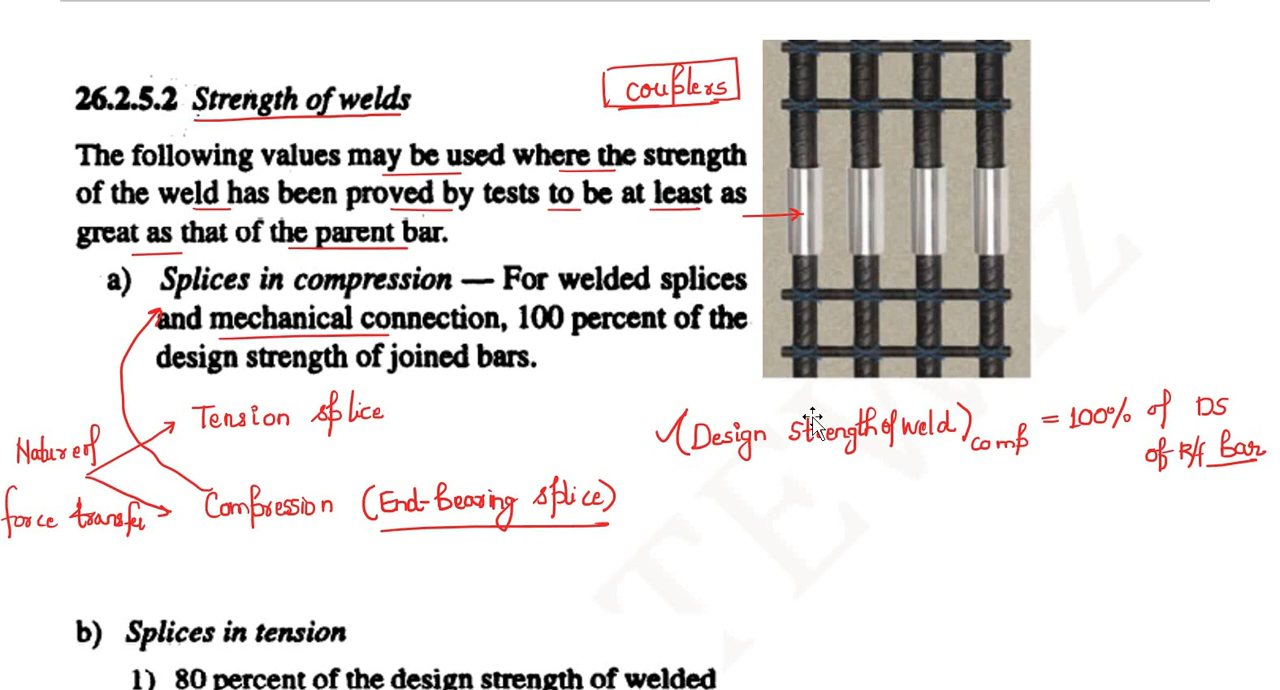 couplers
26.2.5.2 Strength of welds
The following values may be used where the strength
of the weld has been proved by tests to be at least as
great as that of the parent bar.
a) Splices in compression — For welded splices
and mechanical connection, 100 percent of the
design strength of joined bars.
Nature of
force transfer
Tension splice
Compression (End-bearing splice)
(Design strength of weld)comp = 100% of DS
of R/f bar
b) Splices in tension
1) 80 percent of the design strength of welded